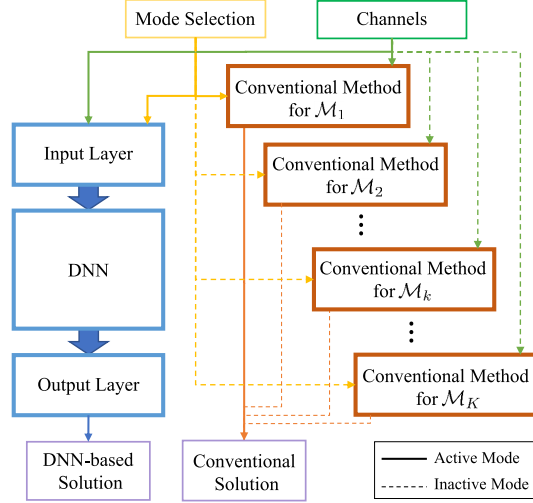 Mode Selection
Channels
Conventional Method
for M₁
Input Layer
Conventional Method
for M₂
DNN
Conventional Method
for Mₖ
Output Layer
Conventional Method
for M_K
DNN-based
Solution
Conventional
Solution
Active Mode
Inactive Mode